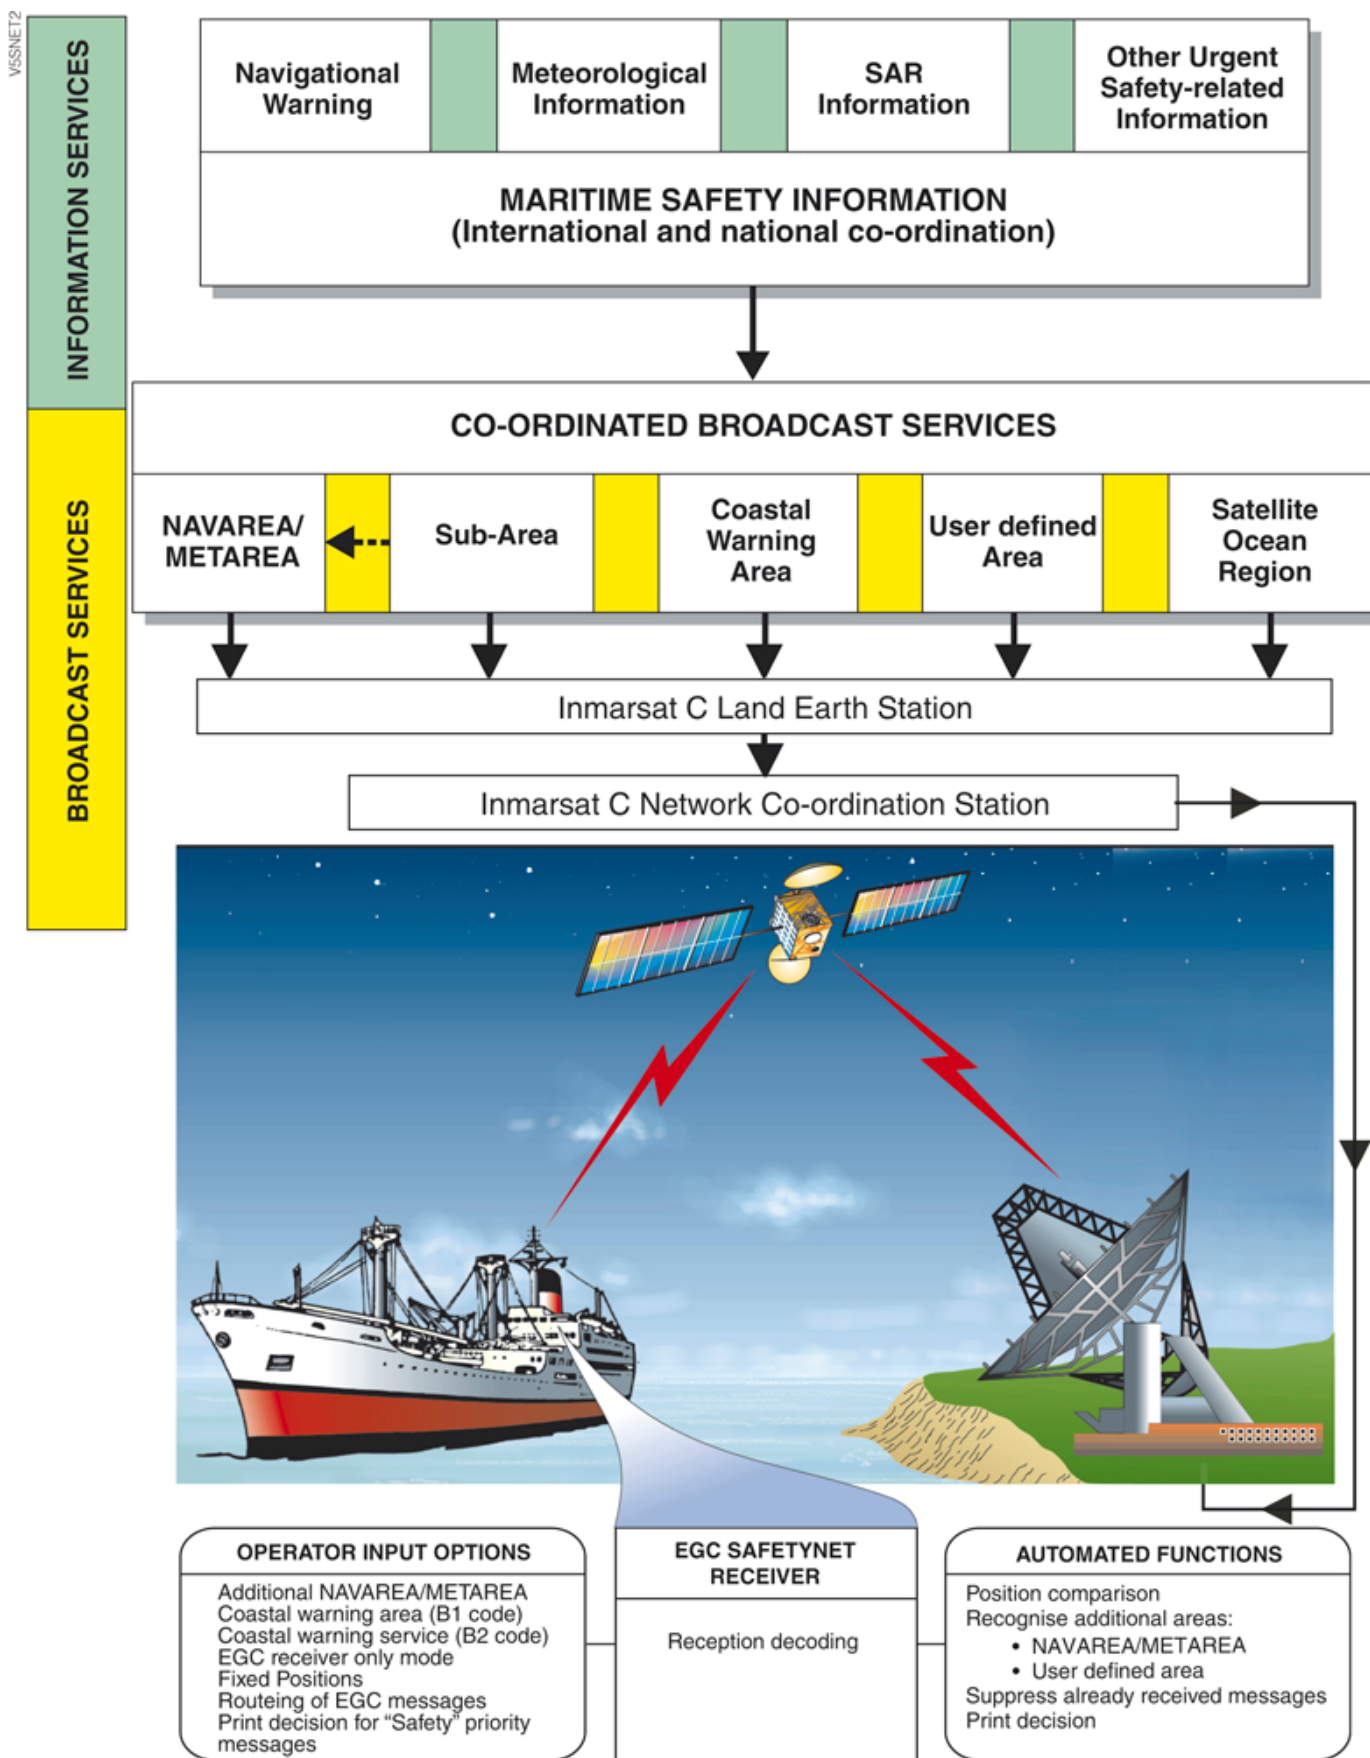 V5SNET2
INFORMATION SERVICES
BROADCAST SERVICES
Navigational
Warning
Meteorological
Information
SAR
Information
Other Urgent
Safety-related
Information
MARITIME SAFETY INFORMATION
(International and national co-ordination)
CO-ORDINATED BROADCAST SERVICES
NAVAREA/
METAREA
Sub-Area
Coastal
Warning
Area
User defined
Area
Satellite
Ocean
Region
Inmarsat C Land Earth Station
Inmarsat C Network Co-ordination Station
OPERATOR INPUT OPTIONS
Additional NAVAREA/METAREA
Coastal warning area (B1 code)
Coastal warning service (B2 code)
EGC receiver only mode
Fixed Positions
Routeing of EGC messages
Print decision for “Safety” priority
messages
EGC SAFETYNET
RECEIVER
Reception decoding
AUTOMATED FUNCTIONS
Position comparison
Recognise additional areas:
• NAVAREA/METAREA
• User defined area
Suppress already received messages
Print decision